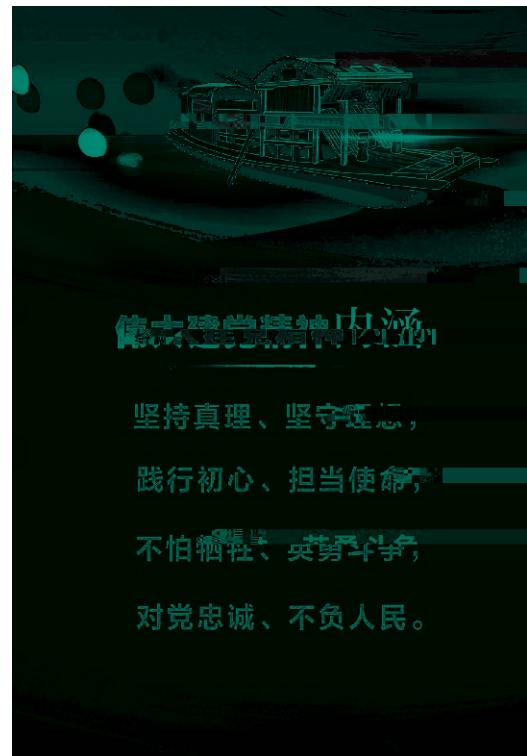 伟大建党精神内涵
坚持真理、坚守理想，
践行初心、担当使命，
不怕牺牲、英勇斗争，
对党忠诚、不负人民。